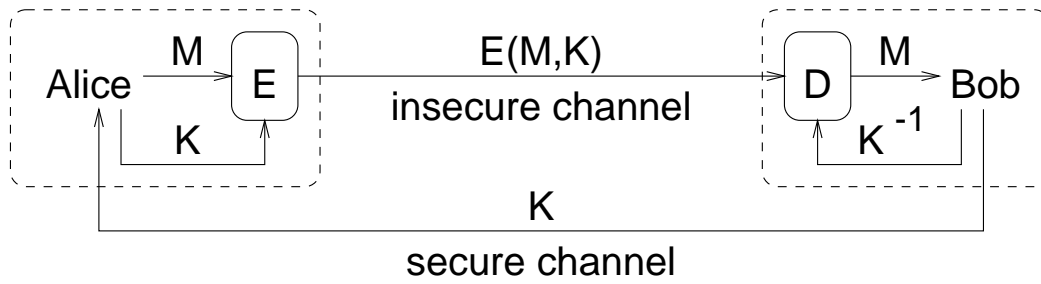 E(M,K)
M
M
Alice
E
D
Bob
insecure channel
K
K -1
K
secure channel